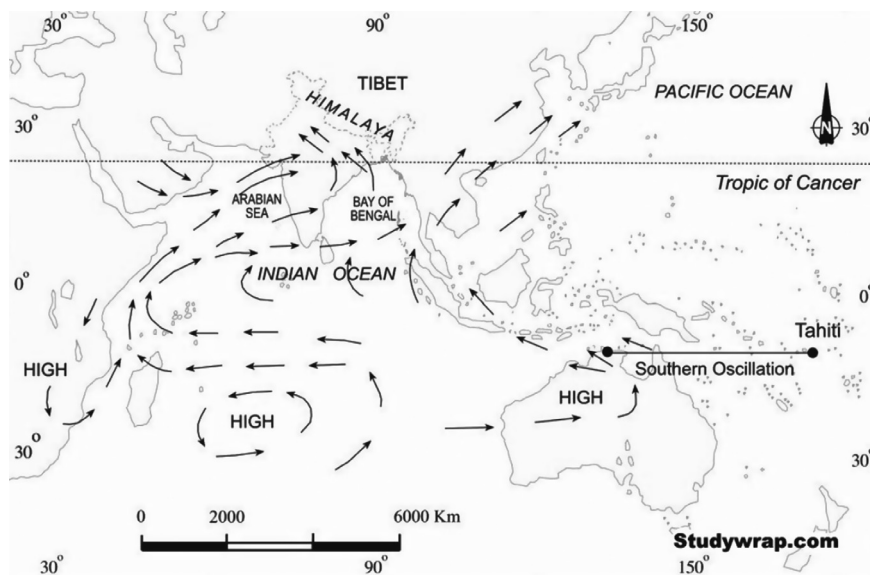 30°
90°
150°
TIBET
HIMALAYA
PACIFIC OCEAN
N
30°
30°
Tropic of Cancer
ARABIAN
SEA
BAY OF
BENGAL
INDIAN OCEAN
0°
0°
Tahiti
HIGH
Southern Oscillation
HIGH
HIGH
30°
30°
0
2000
6000 Km
Studywrap.com
30°
90°
150°